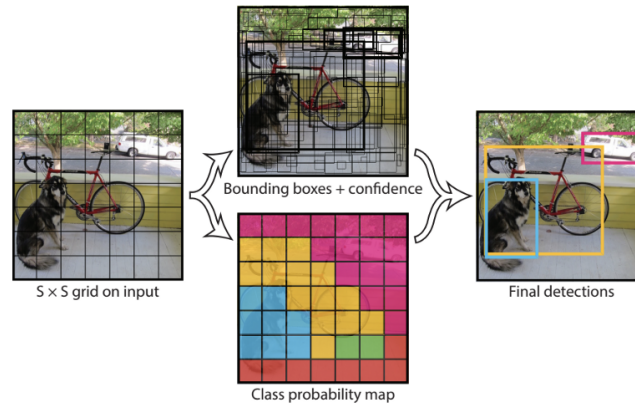 Bounding boxes + confidence
S × S grid on input
Final detections
Class probability map